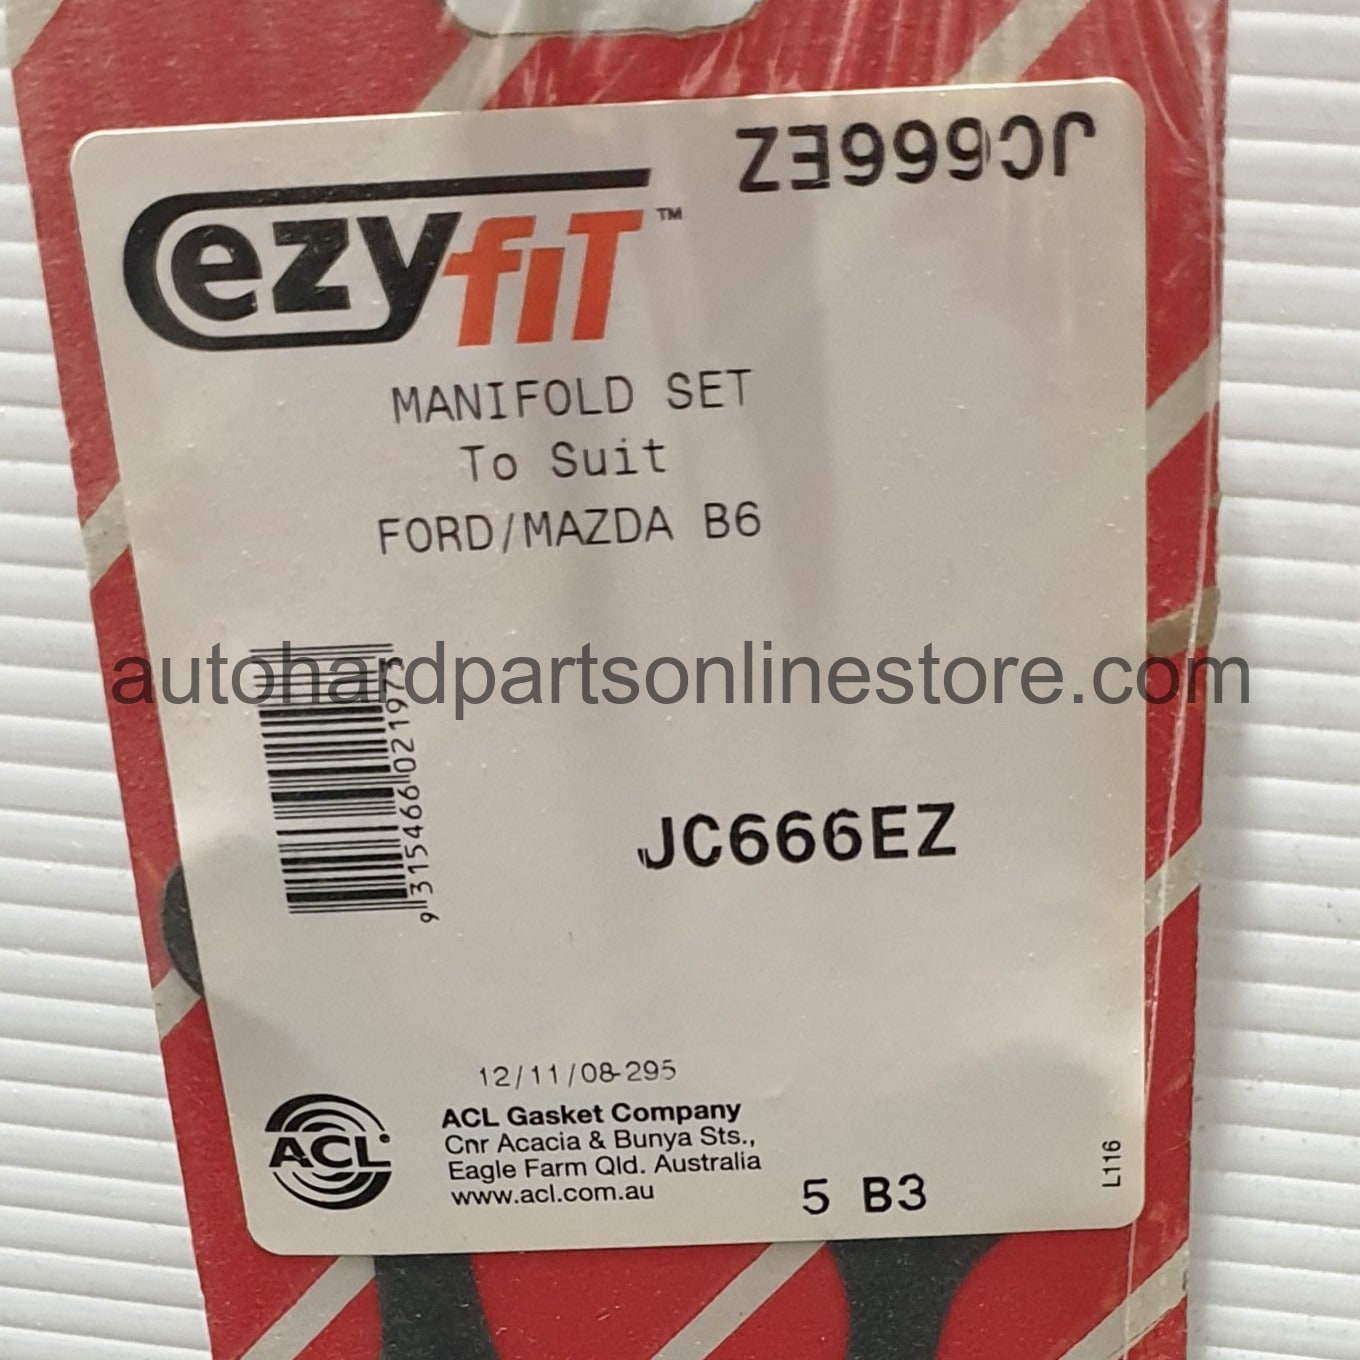 JC666EZ
ezyfiT™
MANIFOLD SET
To Suit
FORD/MAZDA B6
autohardpartsonlinestore.com
9 315466 021973
JC666EZ
12/11/08-295
ACL
ACL Gasket Company
Cnr Acacia & Bunya Sts.,
Eagle Farm Qld. Australia
www.acl.com.au
5 B3
L116